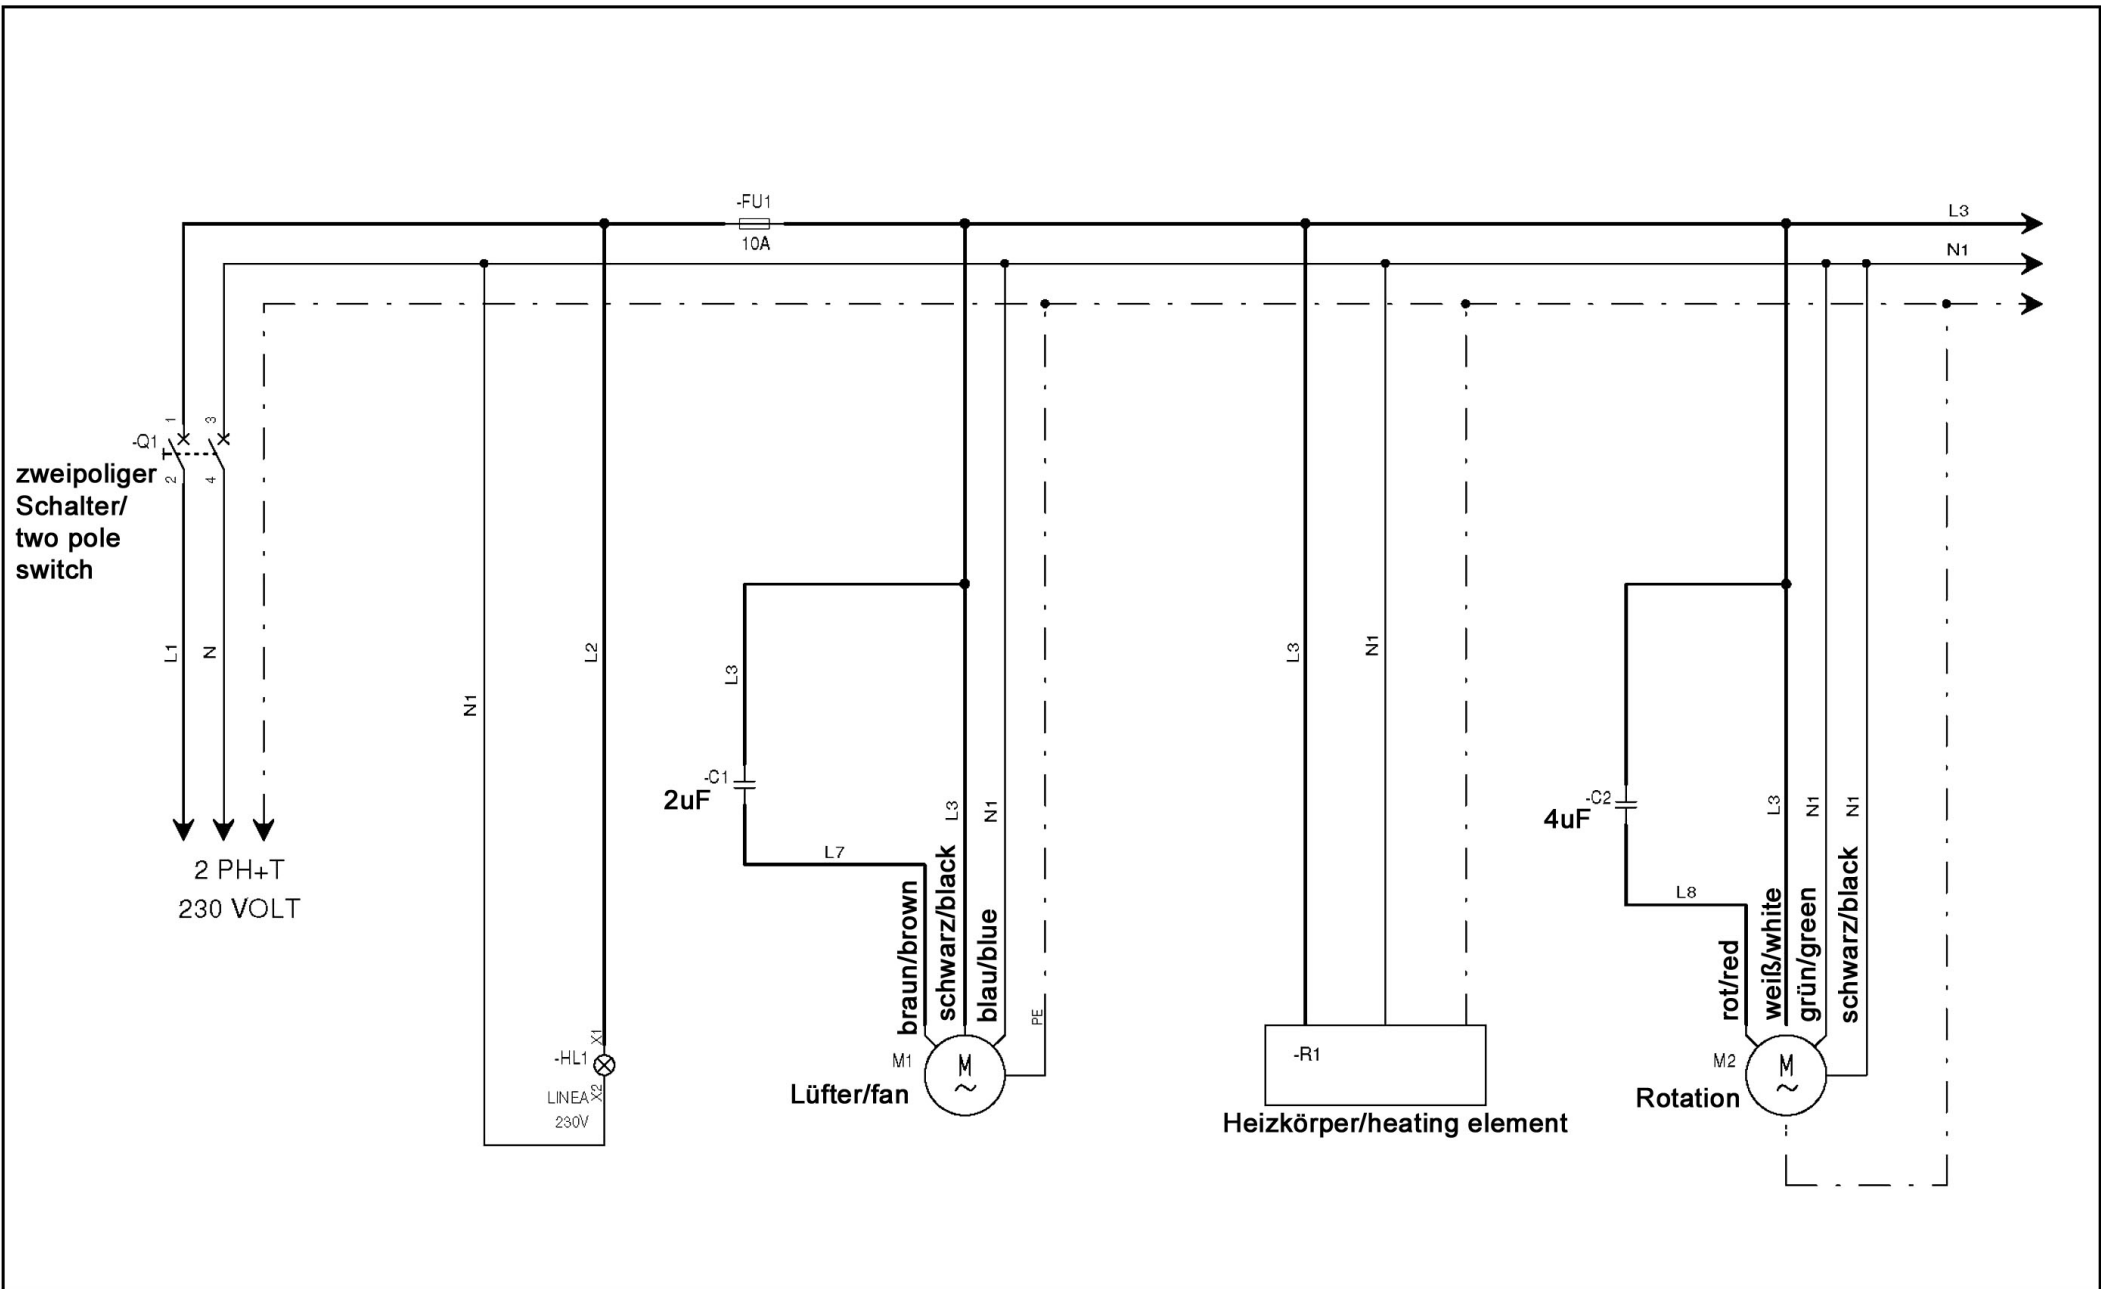 -FU1
10A
L3
N1
-Q1
1
3
2
4
zweipoliger
Schalter/
two pole
switch
L1
N
2 PH+T
230 VOLT
N1
L2
-HL1
X1
X2
LINEA
230V
L3
-C1
2uF
L7
L3
N1
braun/brown
schwarz/black
blau/blue
PE
M1
M
~
Lüfter/fan
L3
N1
-R1
Heizkörper/heating element
-C2
4uF
L8
L3
N1
N1
rot/red
weiß/white
grün/green
schwarz/black
M2
M
~
Rotation